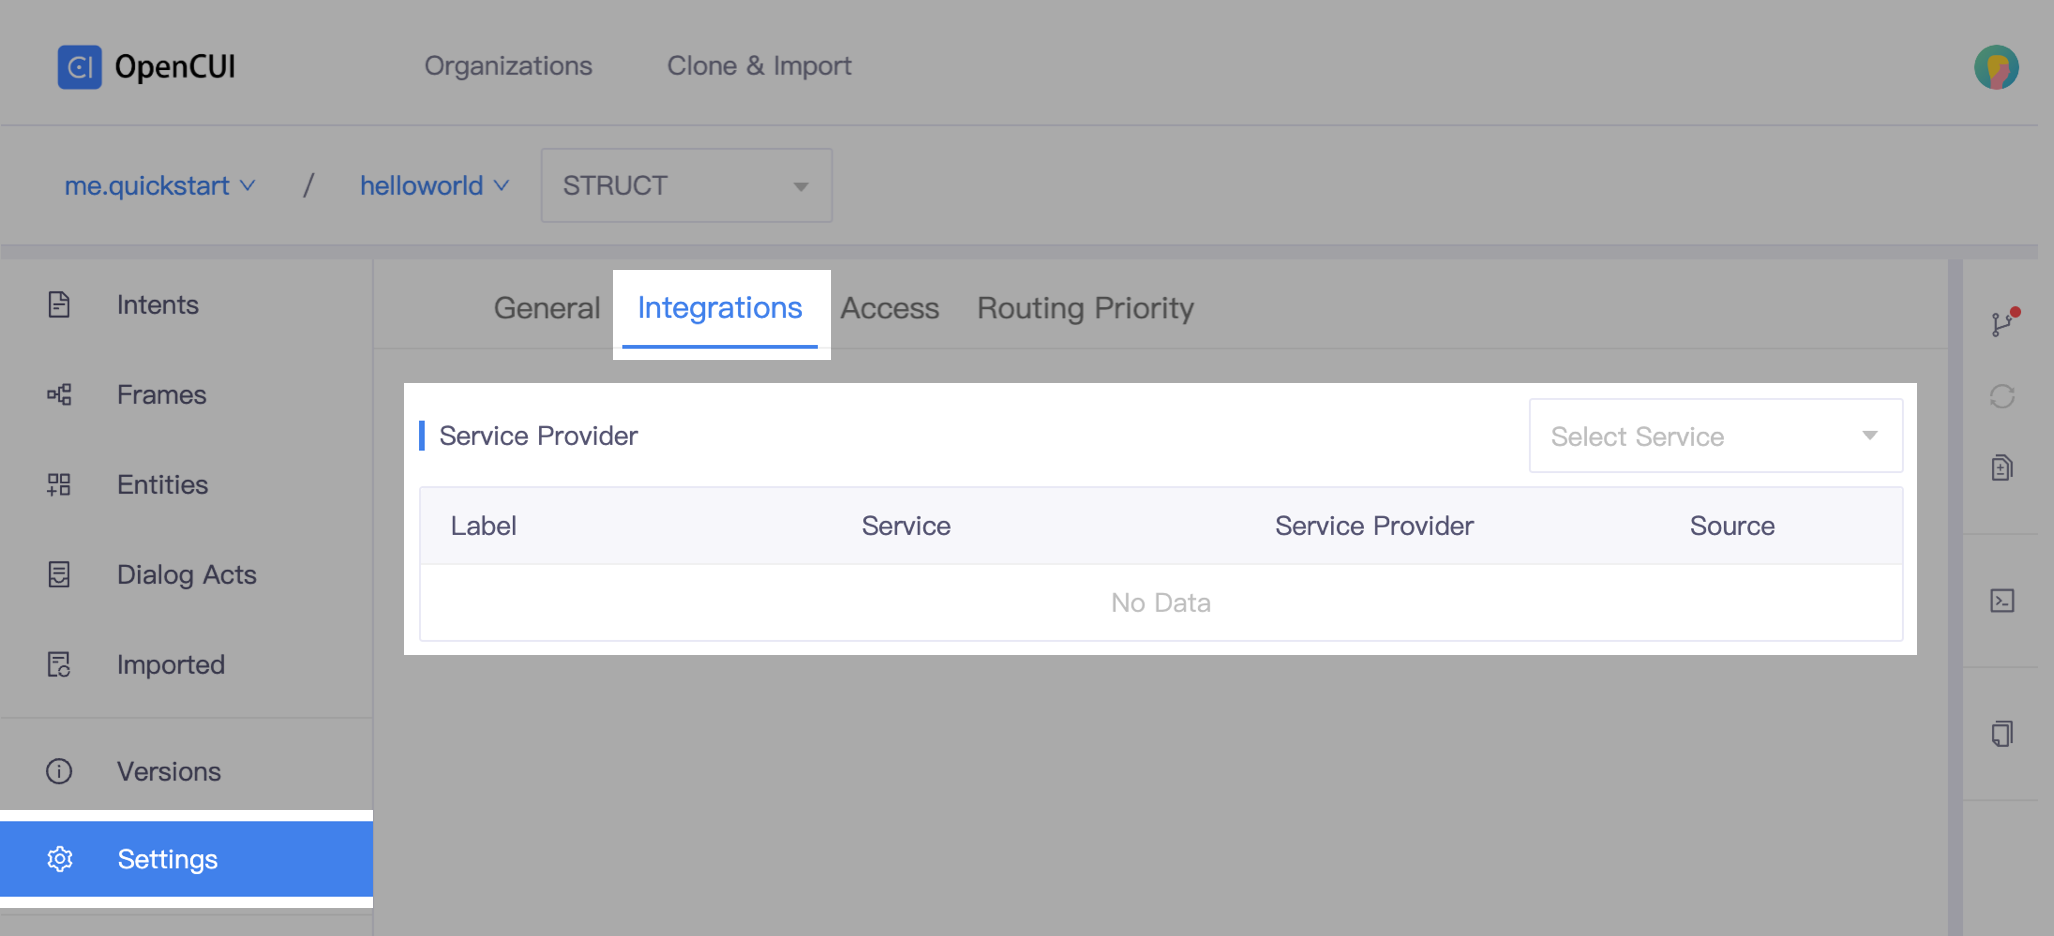 OpenCUI
Organizations
Clone & Import
me.quickstart
/
helloworld
STRUCT
Intents
Frames
Entities
Dialog Acts
Imported
Versions
Settings
General
Integrations
Access
Routing Priority
Service Provider
Select Service
Label
Service
Service Provider
Source
No Data